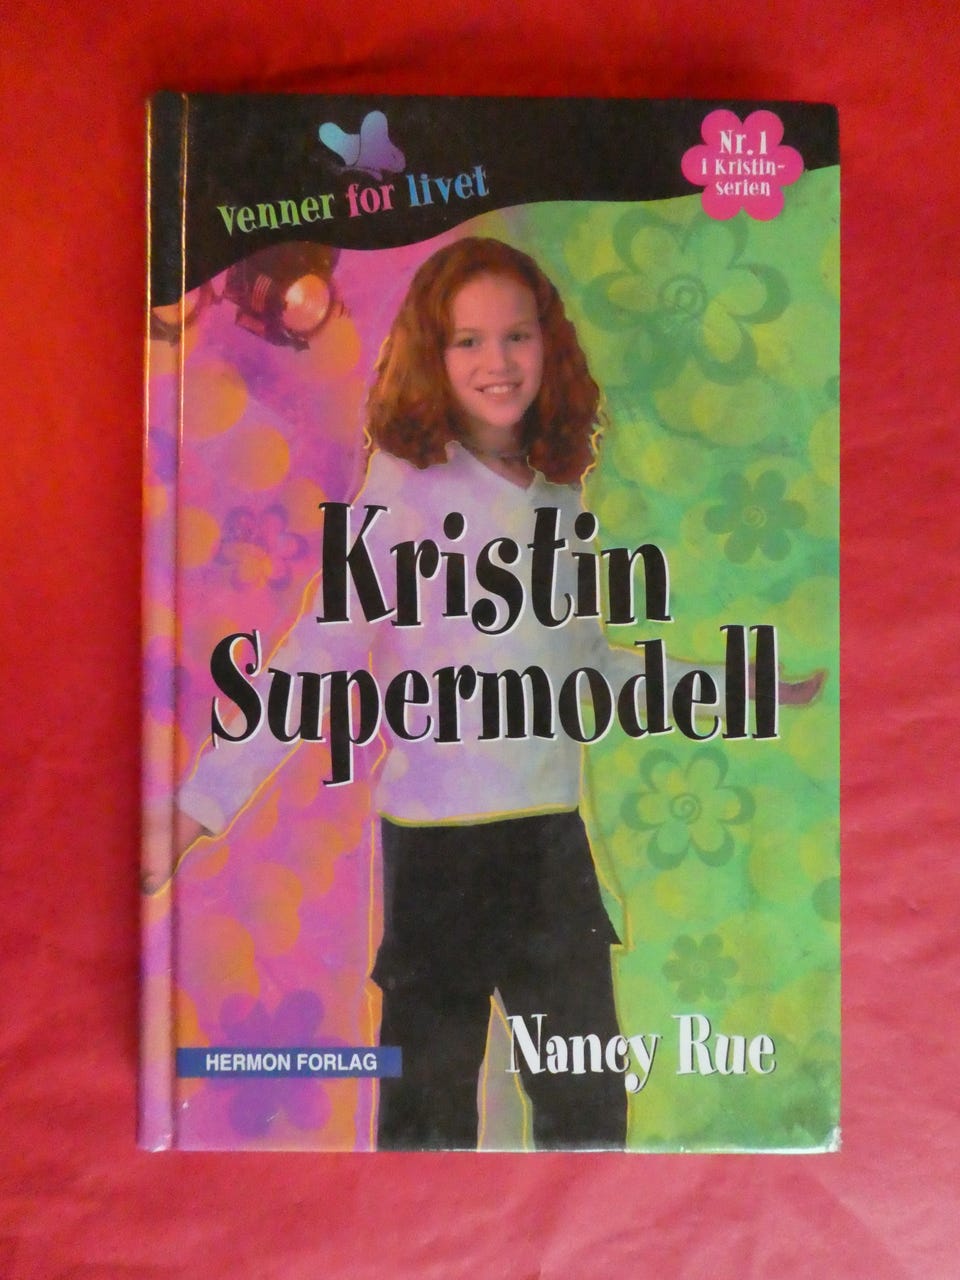 venner for livet
Nr. 1
i Kristin-
serien
Kristin
Supermodell
Nancy Rue
HERMON FORLAG